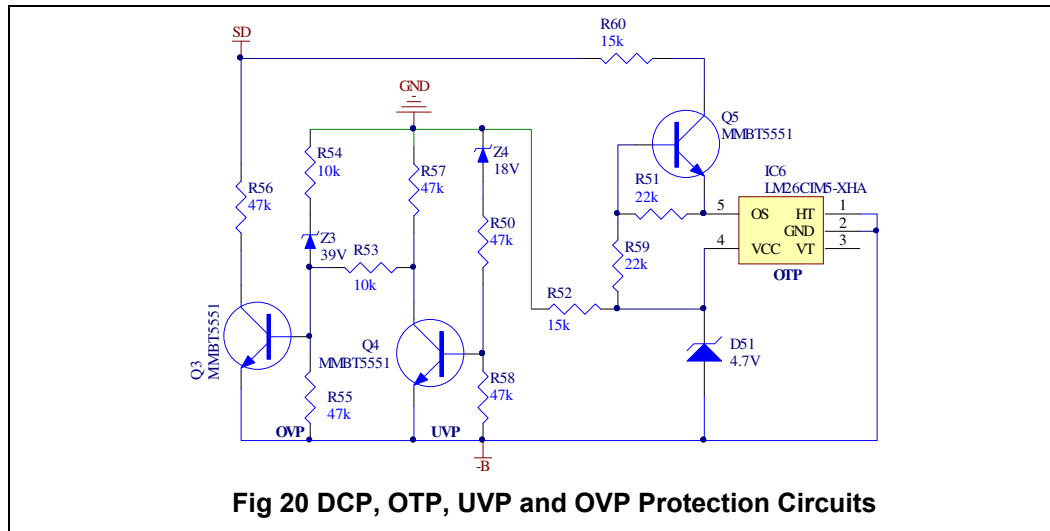 SD
R60
15k
GND
Q5
MMBT5551
R54
10k
R57
47k
Z4
18V
IC6
LM26CIM5-XHA
R56
47k
R51
22k
5
OS
HT
1
GND
2
4
VCC
VT
3
OTP
Z3
39V
R53
10k
R50
47k
R59
22k
R52
15k
Q3
MMBT5551
Q4
MMBT5551
D51
4.7V
R55
47k
R58
47k
OVP
UVP
-B
Fig 20 DCP, OTP, UVP and OVP Protection Circuits